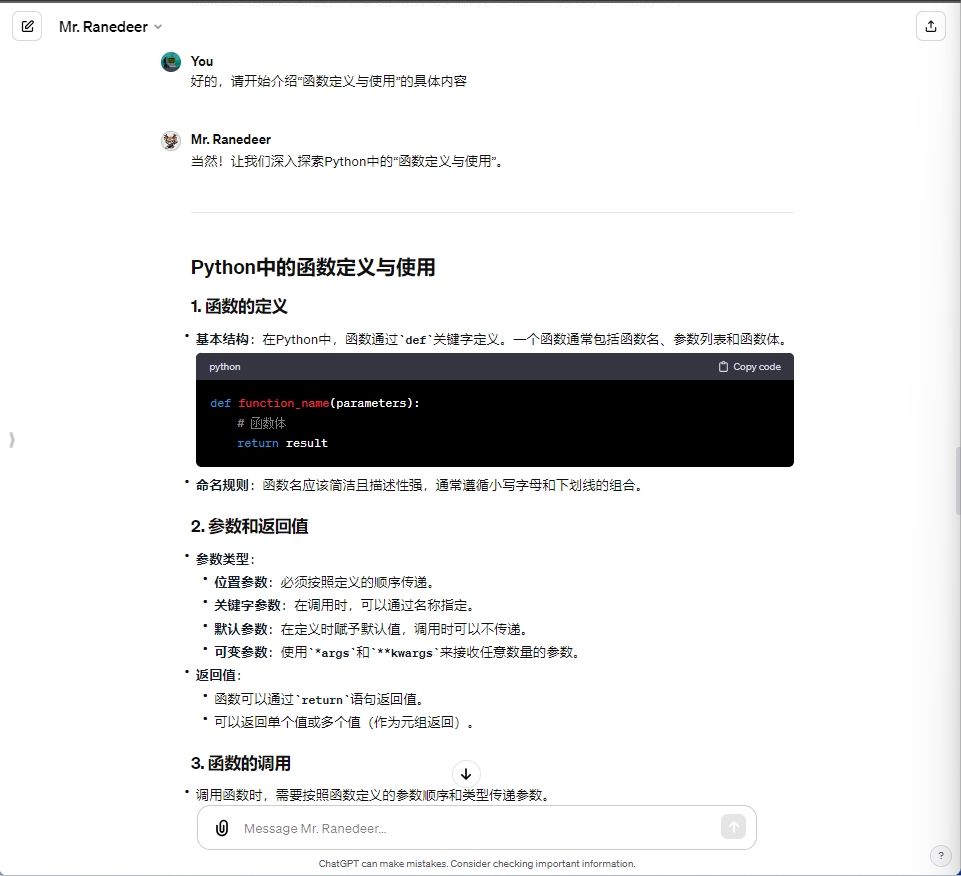 Mr. Ranedeer
You
好的，请开始介绍“函数定义与使用”的具体内容
Mr. Ranedeer
当然！让我们深入探索Python中的“函数定义与使用”。
Python中的函数定义与使用
1. 函数的定义
• 基本结构：在Python中，函数通过`def`关键字定义。一个函数通常包括函数名、参数列表和函数体。
python Copy code
def function_name(parameters):
# 函数体
return result
• 命名规则：函数名应该简洁且描述性强，通常遵循小写字母和下划线的组合。
2. 参数和返回值
• 参数类型：
• 位置参数：必须按照定义的顺序传递。
• 关键字参数：在调用时，可以通过名称指定。
• 默认参数：在定义时赋予默认值，调用时可以不传递。
• 可变参数：使用`*args`和`**kwargs`来接收任意数量的参数。
• 返回值：
• 函数可以通过`return`语句返回值。
• 可以返回单个值或多个值（作为元组返回）。
3. 函数的调用
• 调用函数时，需要按照函数定义的参数顺序和类型传递参数。
Message Mr. Ranedeer...
ChatGPT can make mistakes. Consider checking important information.
?